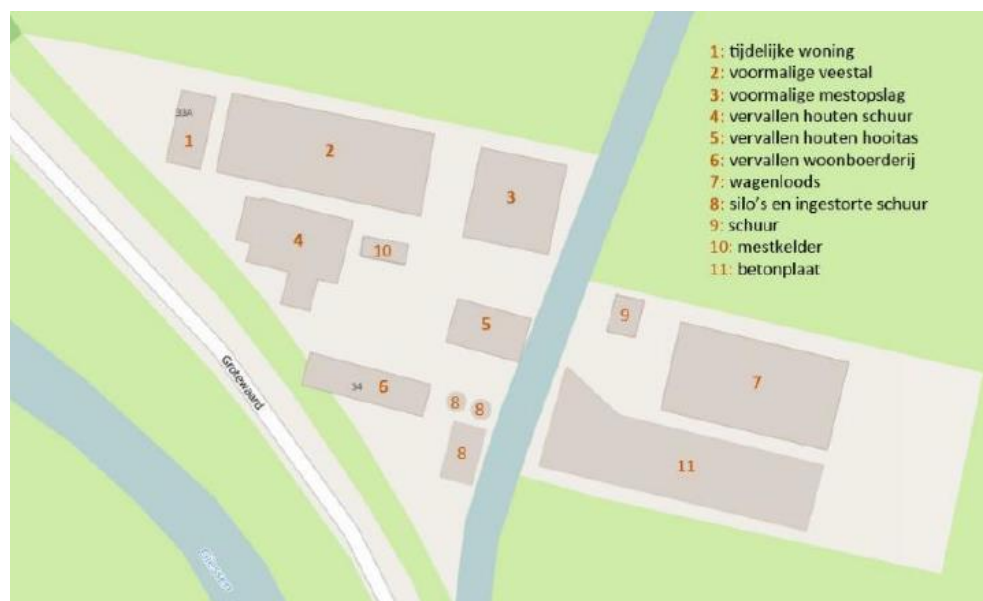 1: tijdelijke woning
2: voormalige veestal
3: voormalige mestopslag
4: vervallen houten schuur
5: vervallen houten hooitas
6: vervallen woonboerderij
7: wagenloods
8: silo's en ingestorte schuur
9: schuur
10: mestkelder
11: betonplaat
33A
1
2
3
4
10
5
9
6
34
8
8
7
8
11
Grotewaard
Giessen